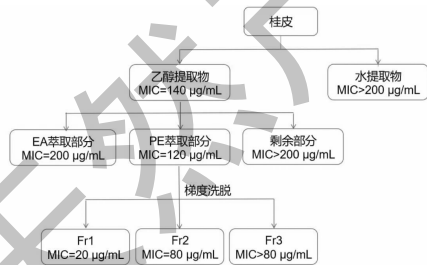 桂皮
乙醇提取物
MIC=140 μg/mL
水提取物
MIC>200 μg/mL
EA萃取部分
MIC=200 μg/mL
PE萃取部分
MIC=120 μg/mL
剩余部分
MIC>200 μg/mL
梯度洗脱
Fr1
MIC=20 μg/mL
Fr2
MIC=80 μg/mL
Fr3
MIC>80 μg/mL